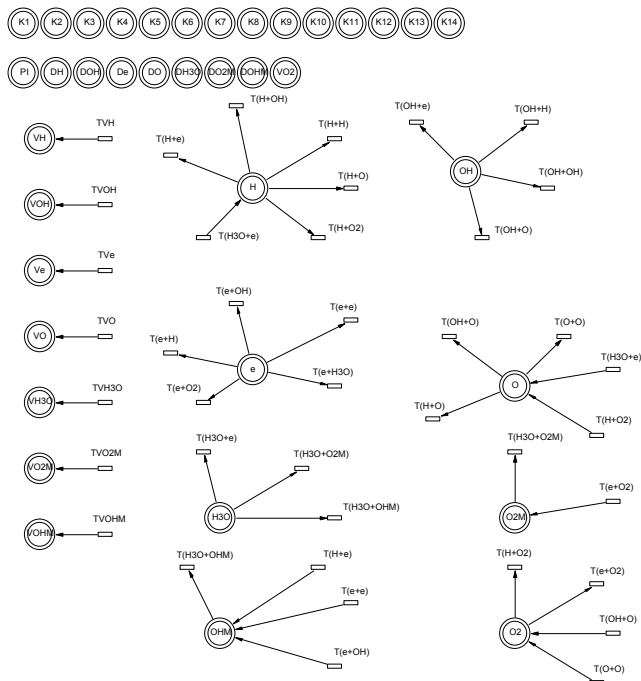 K1 K2 K3 K4 K5 K6 K7 K8 K9 K10 K11 K12 K13 K14
PI DH DOH De DO DH3O DO2M DOHM VO2
T(H+OH)
T(OH+e) T(OH+H)
TVH
VH
T(H+e) T(H+H)
T(H+O)
H
OH
T(OH+OH)
TVOH
VOH
T(H3O+e) T(H+O2) T(OH+O)
TVe
Ve
T(e+OH) T(e+e)
TVO
VO
T(e+H)
T(OH+O) T(O+O)
T(H3O+e)
e
T(e+H3O)
T(e+O2)
O
TVH3O
VH3O
T(H+O) T(H+O2)
T(H3O+e) T(H3O+O2M) T(H3O+O2M)
TVO2M
VO2M
T(e+O2)
T(H3O+OHM)
H3O
O2M
TVOHM
VOHM
T(H3O+OHM) T(H+e) T(H+O2)
T(e+O2)
T(e+e)
T(OH+O)
OHM
O2
T(e+OH)
T(O+O)